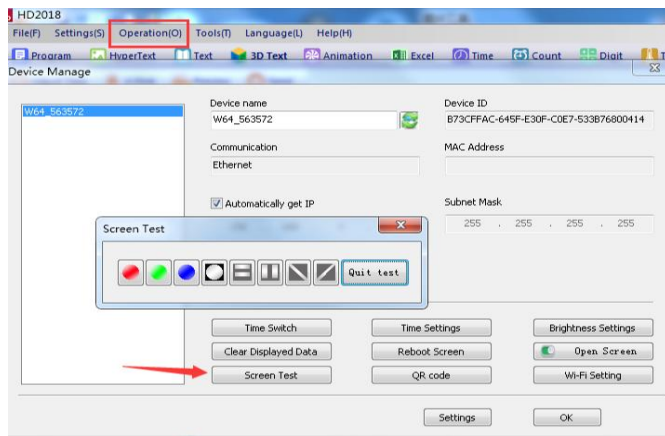 HD2018
File(F) Settings(S) Operation(O) Tools(T) Language(L) Help(H)
Program HyperText Text 3D Text Animation Excel Time Count Digit
Device Manage
W64_563572
Device name
W64_563572
Device ID
B73CFFAC-645F-E30F-C0E7-533B76800414
Communication
Ethernet
MAC Address
Automatically get IP
Subnet Mask
255 . 255 . 255 . 255
Screen Test
Quit test
Time Switch Time Settings Brightness Settings
Clear Displayed Data Reboot Screen Open Screen
Screen Test QR code Wi-Fi Setting
Settings OK